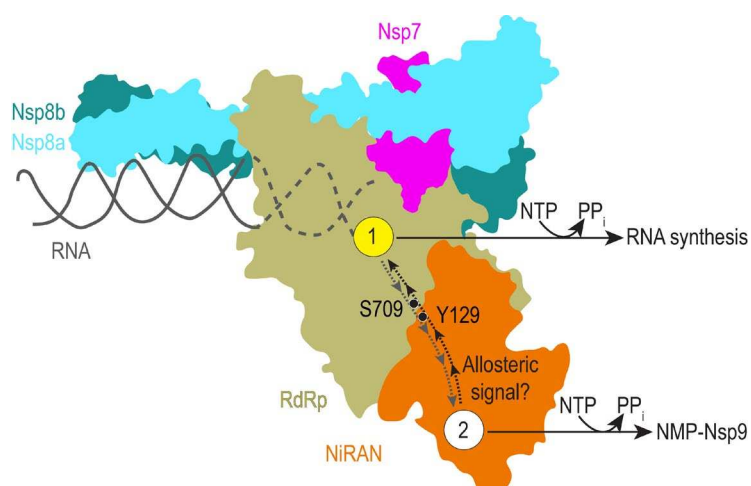 Nsp7
Nsp8b
Nsp8a
RNA
1
NTP PPi
RNA synthesis
S709 Y129
Allosteric
signal?
RdRp
NiRAN
2
NTP PPi
NMP-Nsp9